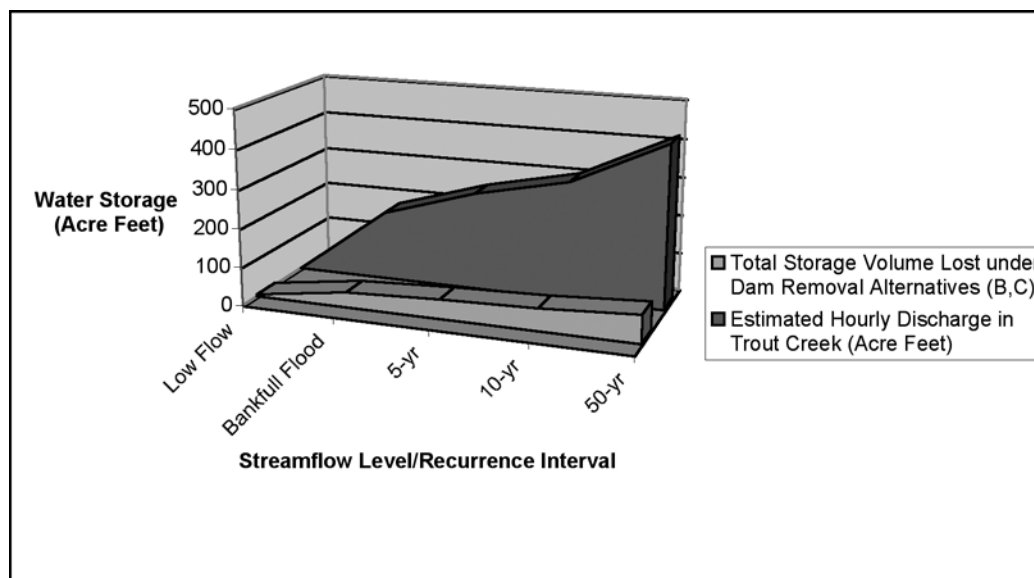 500
400
300
200
100
0
Water Storage
(Acre Feet)
Low Flow
Bankfull Flood
5-yr
10-yr
50-yr
Streamflow Level/Recurrence Interval
Total Storage Volume Lost under
Dam Removal Alternatives (B,C)
Estimated Hourly Discharge in
Trout Creek (Acre Feet)